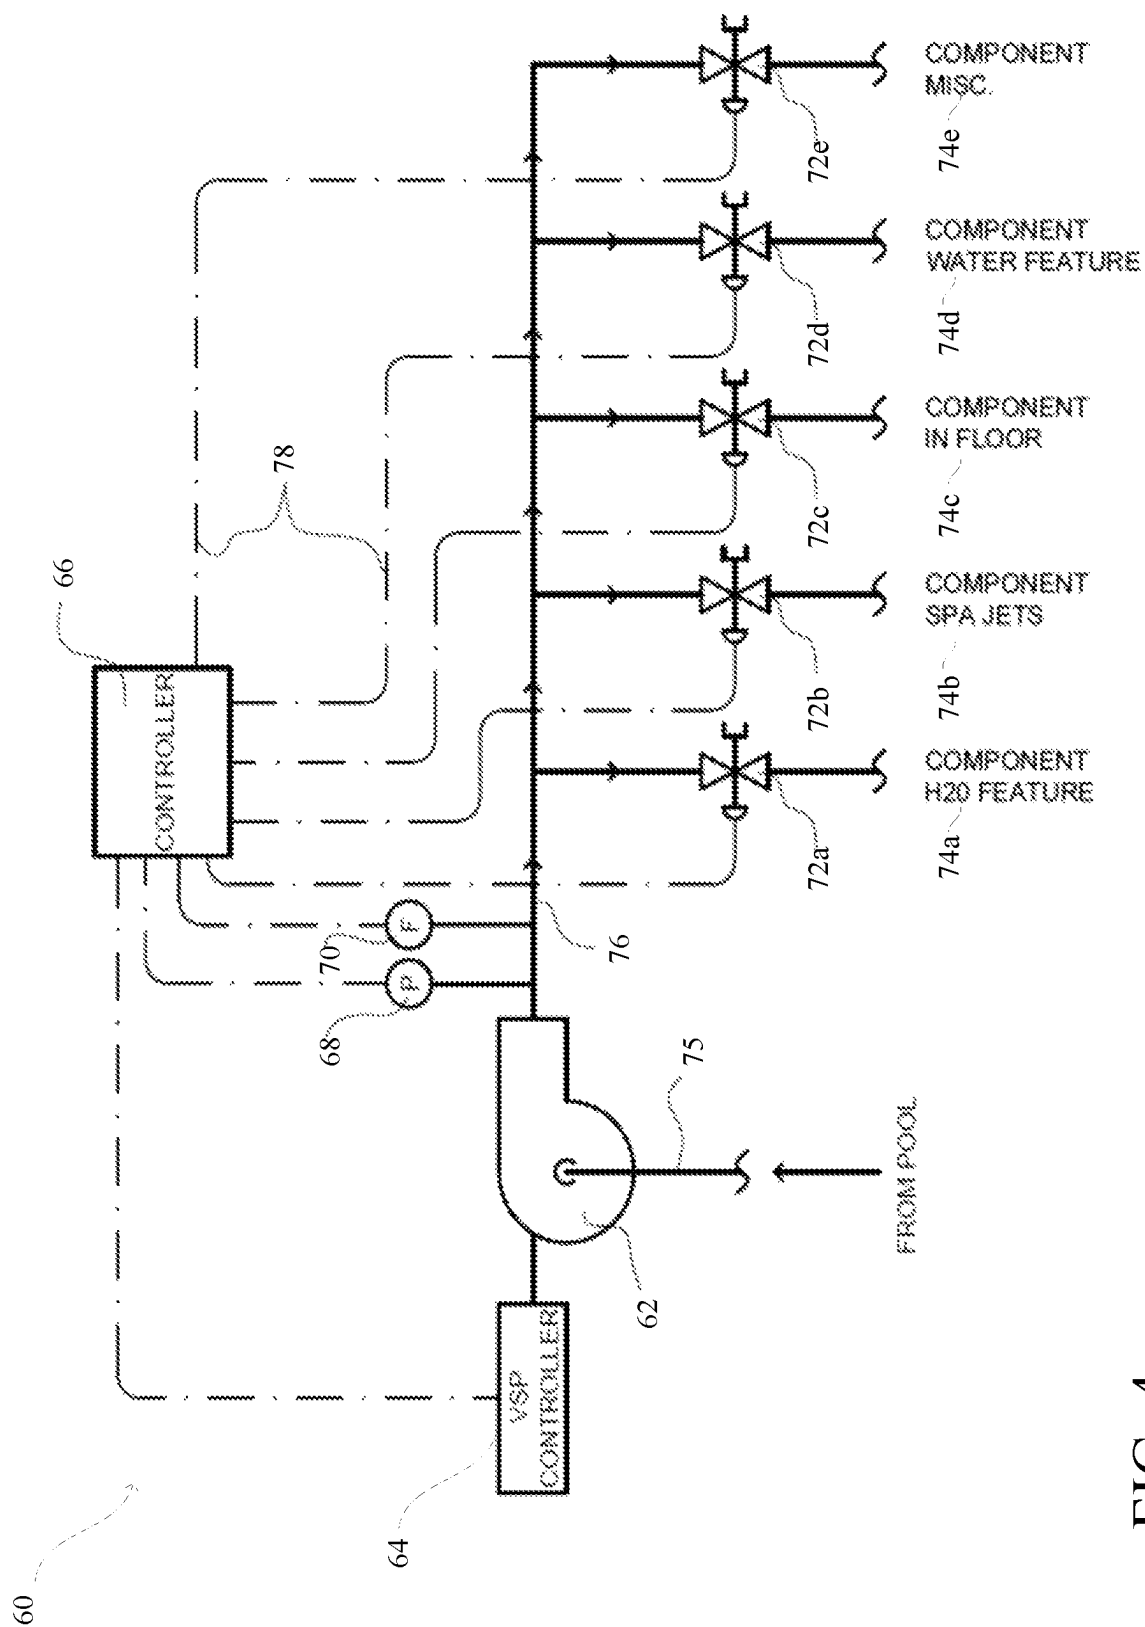 60
66
CONTROLLER
78
70
F
68
P
76
64
VSP
CONTROLLER
62
75
FROM POOL
72a
72b
72c
72d
72e
COMPONENT
H20 FEATURE
74a
COMPONENT
SPA JETS
74b
COMPONENT
IN FLOOR
74c
COMPONENT
WATER FEATURE
74d
COMPONENT
MISC.
74e
FIG. 4